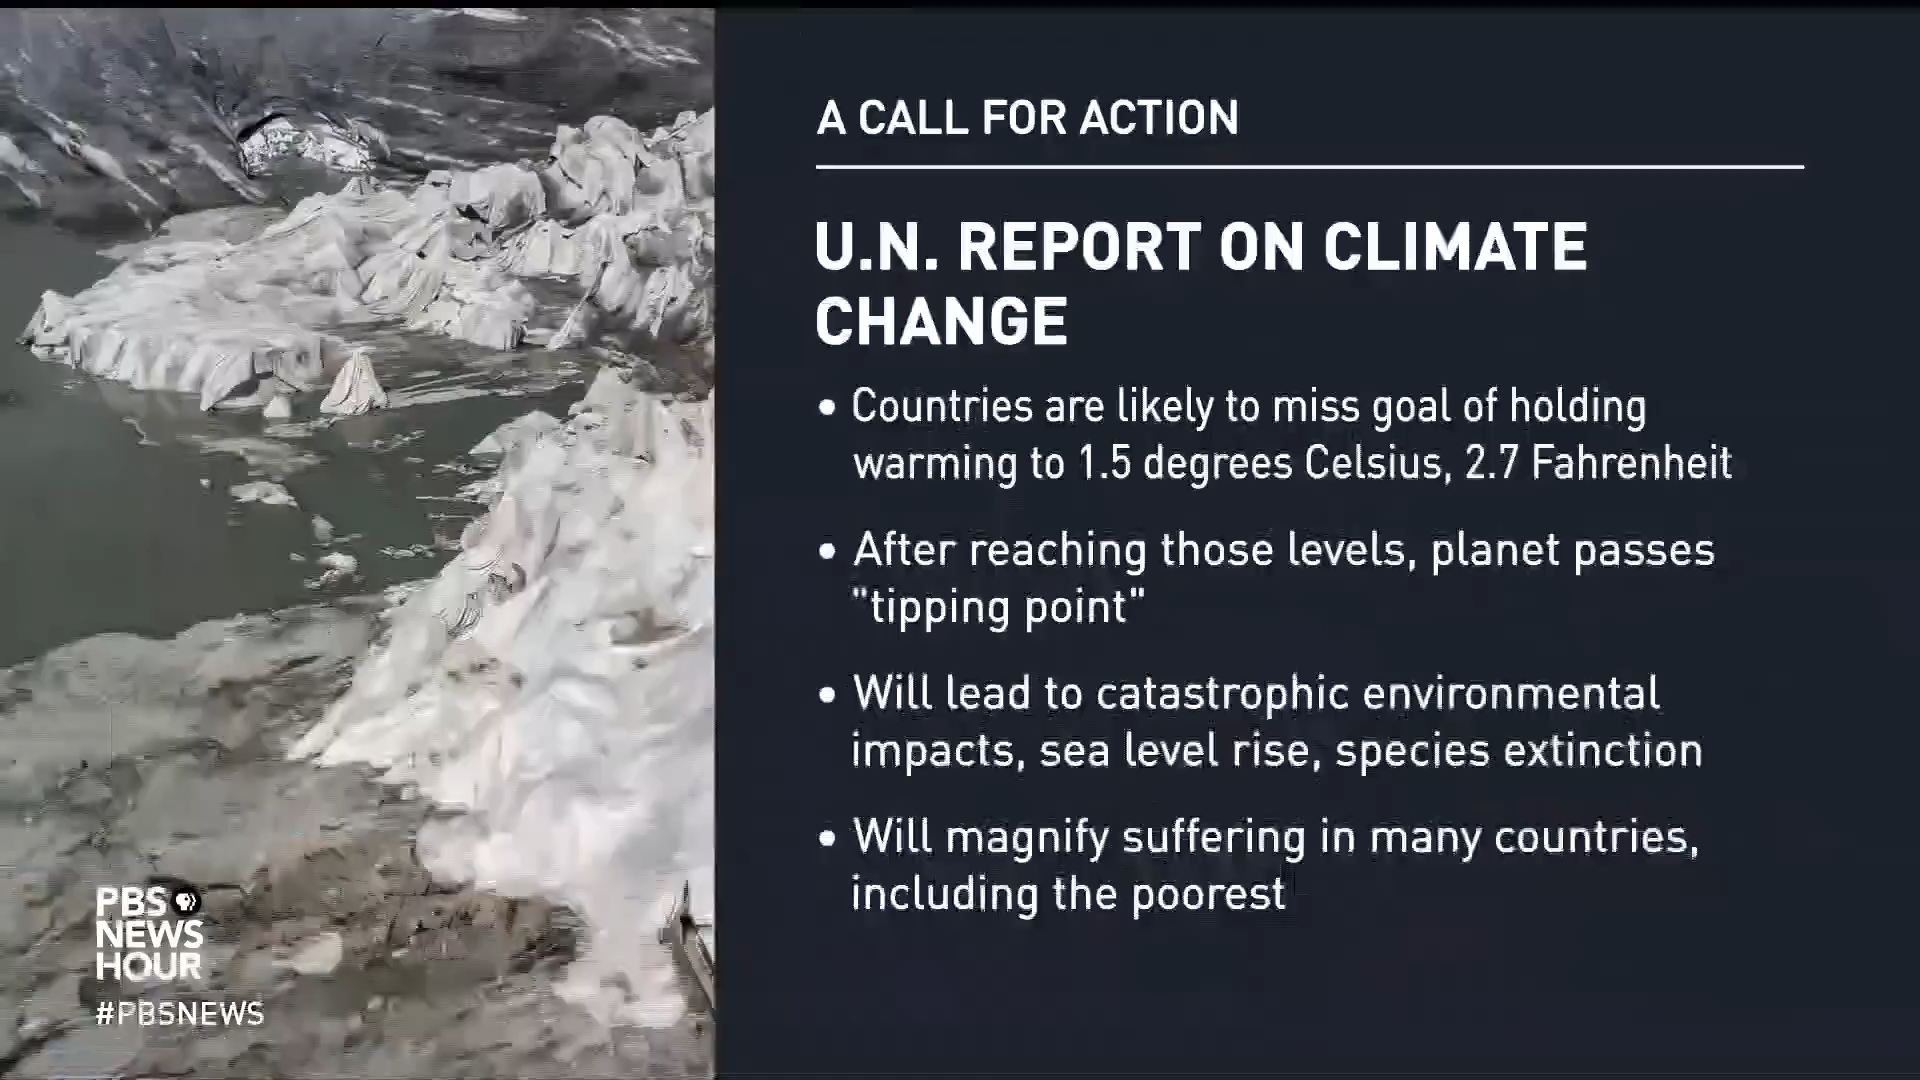 A CALL FOR ACTION
U.N. REPORT ON CLIMATE
CHANGE
• Countries are likely to miss goal of holding
warming to 1.5 degrees Celsius, 2.7 Fahrenheit
• After reaching those levels, planet passes
"tipping point"
• Will lead to catastrophic environmental
impacts, sea level rise, species extinction
• Will magnify suffering in many countries,
including the poorest
PBS
NEWS
HOUR
#PBSNEWS